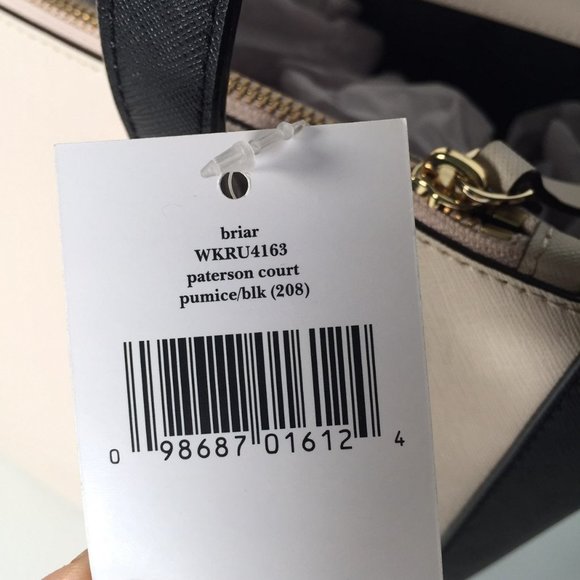 briar
WKRU4163
paterson court
pumice/blk (208)
0 98687 01612 4